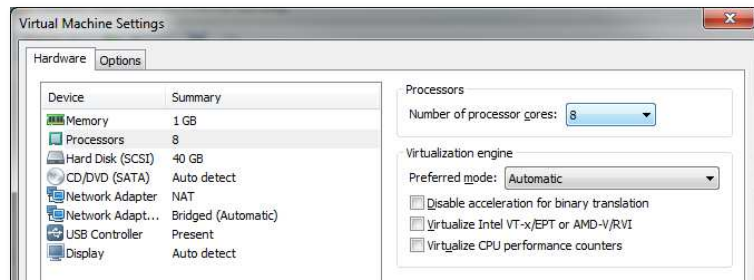 Virtual Machine Settings
Hardware Options
Device Summary
Memory 1 GB
Processors 8
Hard Disk (SCSI) 40 GB
CD/DVD (SATA) Auto detect
Network Adapter NAT
Network Adapt... Bridged (Automatic)
USB Controller Present
Display Auto detect
Processors
Number of processor cores: 8
Virtualization engine
Preferred mode: Automatic
Disable acceleration for binary translation
Virtualize Intel VT-x/EPT or AMD-V/RVI
Virtualize CPU performance counters